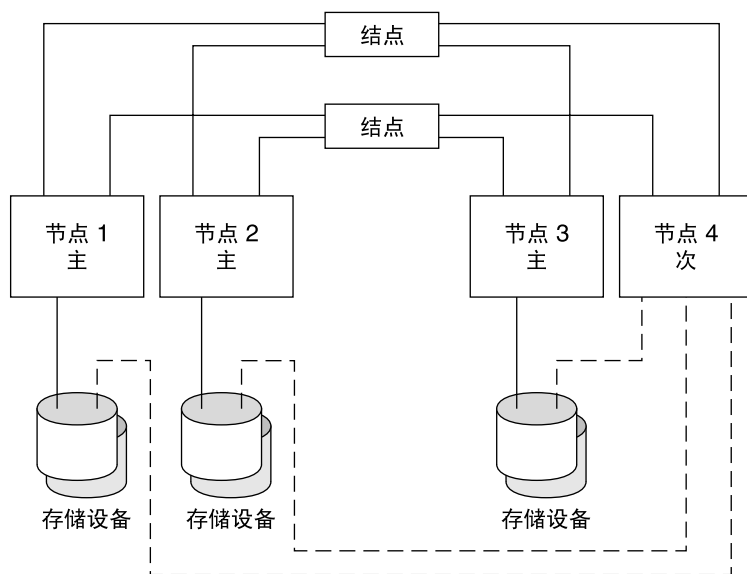 结点
结点
节点 1
主
节点 2
主
节点 3
主
节点 4
次
存储设备
存储设备
存储设备